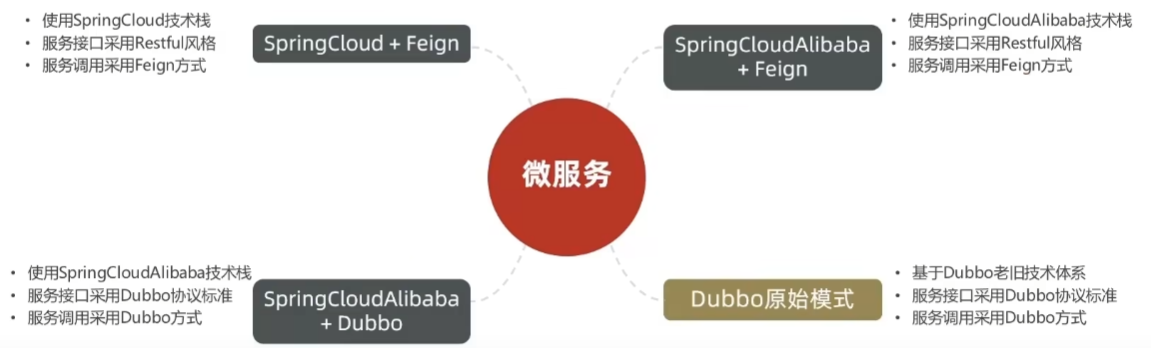 • 使用SpringCloud技术栈
• 服务接口采用Restful风格
• 服务调用采用Feign方式
SpringCloud + Feign
SpringCloudAlibaba
+ Feign
• 使用SpringCloudAlibaba技术栈
• 服务接口采用Restful风格
• 服务调用采用Feign方式
微服务
• 使用SpringCloudAlibaba技术栈
• 服务接口采用Dubbo协议标准
• 服务调用采用Dubbo方式
SpringCloudAlibaba
+ Dubbo
Dubbo原始模式
• 基于Dubbo老旧技术体系
• 服务接口采用Dubbo协议标准
• 服务调用采用Dubbo方式